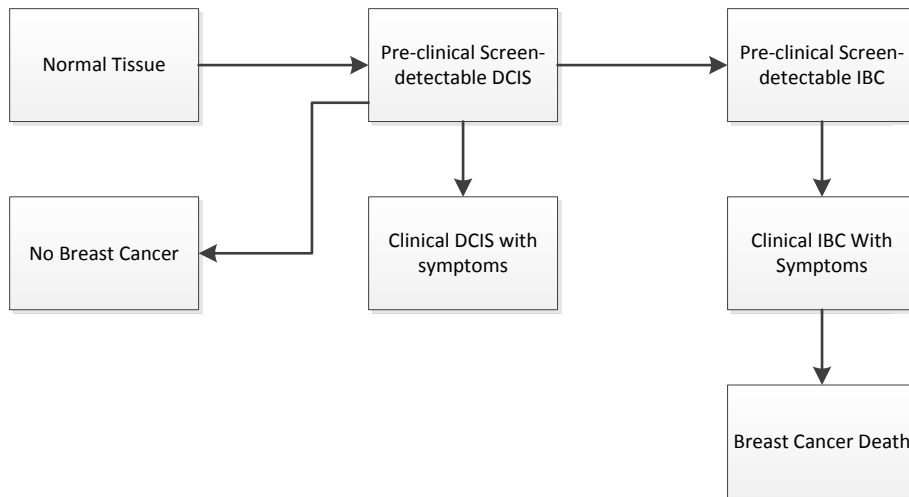 Normal Tissue
Pre-clinical Screen-
detectable DCIS
Pre-clinical Screen-
detectable IBC
No Breast Cancer
Clinical DCIS with
symptoms
Clinical IBC With
Symptoms
Breast Cancer Death